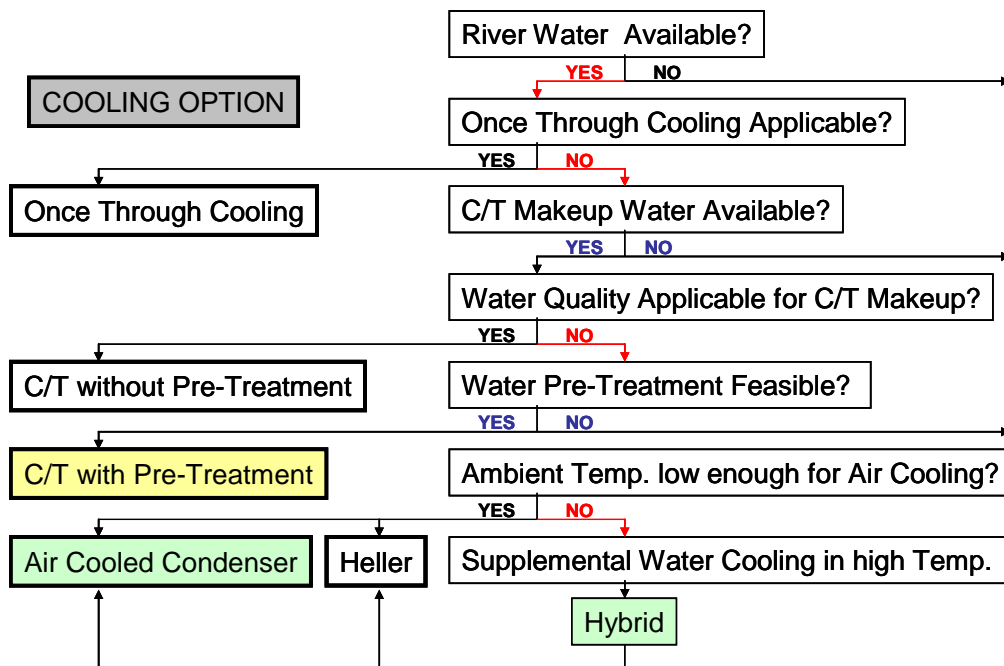 River Water Available?
YES NO
COOLING OPTION
Once Through Cooling Applicable?
YES NO
Once Through Cooling
C/T Makeup Water Available?
YES NO
Water Quality Applicable for C/T Makeup?
YES NO
C/T without Pre-Treatment
Water Pre-Treatment Feasible?
YES NO
C/T with Pre-Treatment
Ambient Temp. low enough for Air Cooling?
YES NO
Air Cooled Condenser
Heller
Supplemental Water Cooling in high Temp.
Hybrid